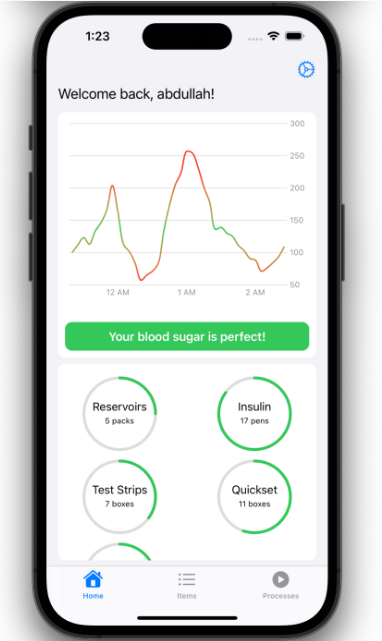 1:23
Welcome back, abdullah!
300
250
200
150
100
50
12 AM 1 AM 2 AM
Your blood sugar is perfect!
Reservoirs Insulin
5 packs 17 pens
Test Strips Quickset
7 boxes 11 boxes
Home Items Processes